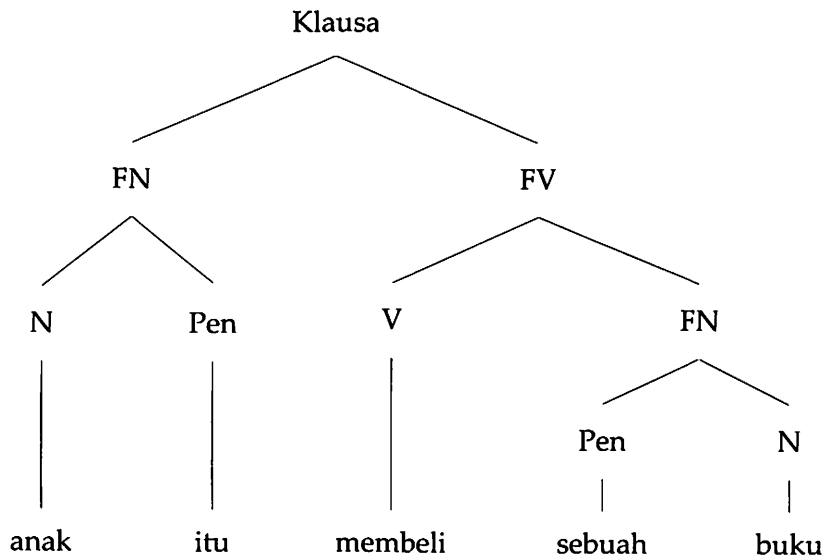 Klausa
FN FV
N Pen V FN
Pen N
anak itu membeli sebuah buku